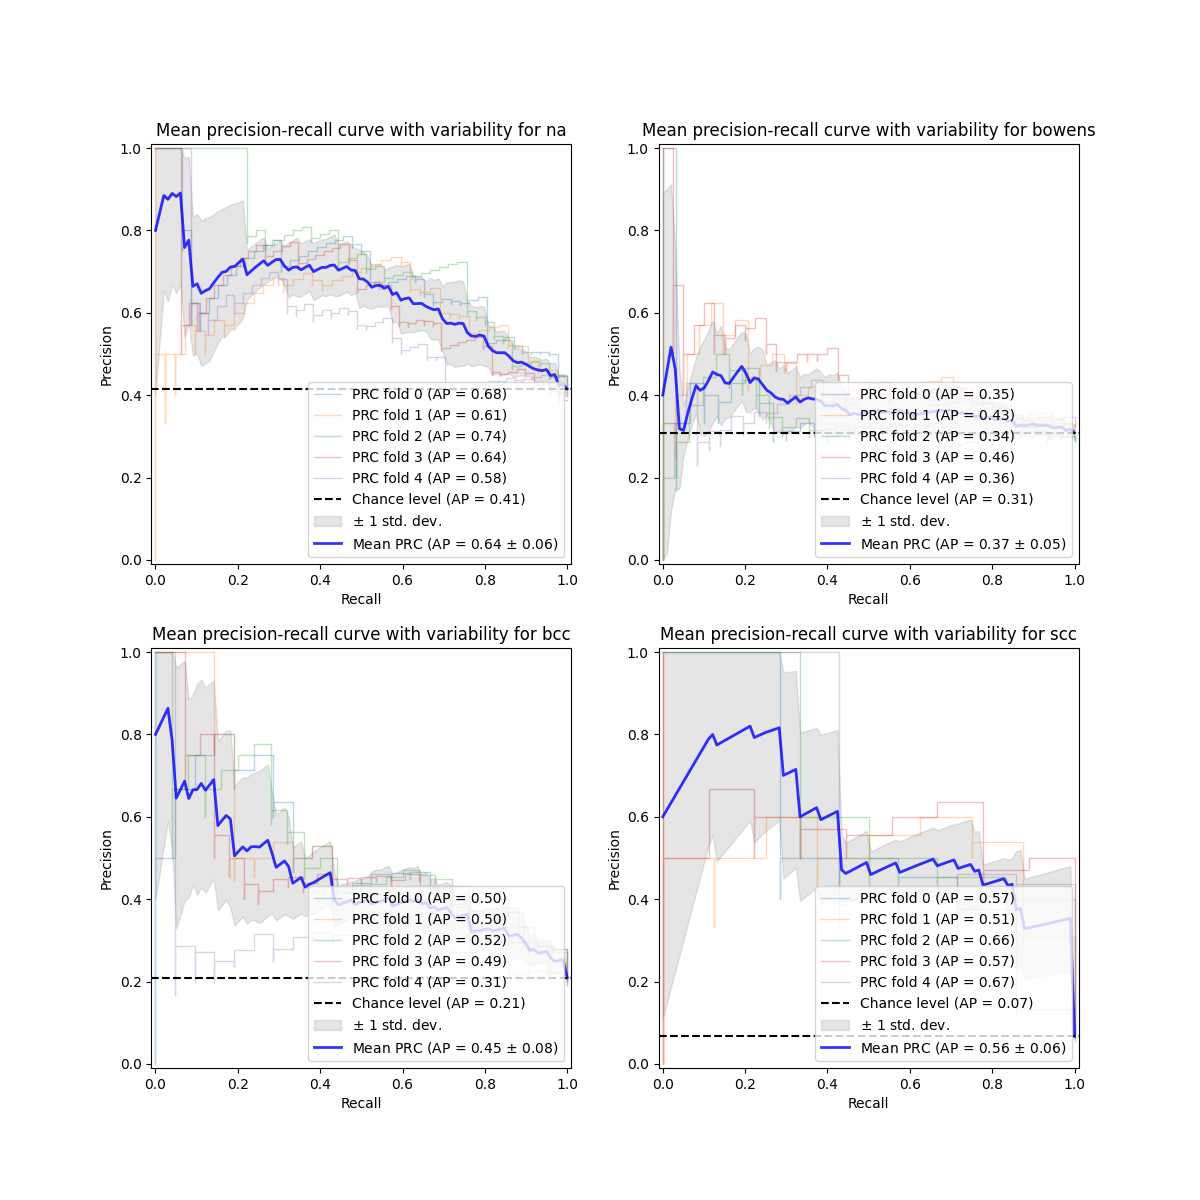 Mean precision-recall curve with variability for na
1.0
0.8
0.6
0.4
0.2
0.0
Precision
PRC fold 0 (AP = 0.68)
PRC fold 1 (AP = 0.61)
PRC fold 2 (AP = 0.74)
PRC fold 3 (AP = 0.64)
PRC fold 4 (AP = 0.58)
Chance level (AP = 0.41)
± 1 std. dev.
Mean PRC (AP = 0.64 ± 0.06)
0.0 0.2 0.4 0.6 0.8 1.0
Recall
Mean precision-recall curve with variability for bowens
1.0
0.8
0.6
0.4
0.2
0.0
Precision
PRC fold 0 (AP = 0.35)
PRC fold 1 (AP = 0.43)
PRC fold 2 (AP = 0.34)
PRC fold 3 (AP = 0.46)
PRC fold 4 (AP = 0.36)
Chance level (AP = 0.31)
± 1 std. dev.
Mean PRC (AP = 0.37 ± 0.05)
0.0 0.2 0.4 0.6 0.8 1.0
Recall
Mean precision-recall curve with variability for bcc
1.0
0.8
0.6
0.4
0.2
0.0
Precision
PRC fold 0 (AP = 0.50)
PRC fold 1 (AP = 0.50)
PRC fold 2 (AP = 0.52)
PRC fold 3 (AP = 0.49)
PRC fold 4 (AP = 0.31)
Chance level (AP = 0.21)
± 1 std. dev.
Mean PRC (AP = 0.45 ± 0.08)
0.0 0.2 0.4 0.6 0.8 1.0
Recall
Mean precision-recall curve with variability for scc
1.0
0.8
0.6
0.4
0.2
0.0
Precision
PRC fold 0 (AP = 0.57)
PRC fold 1 (AP = 0.51)
PRC fold 2 (AP = 0.66)
PRC fold 3 (AP = 0.57)
PRC fold 4 (AP = 0.67)
Chance level (AP = 0.07)
± 1 std. dev.
Mean PRC (AP = 0.56 ± 0.06)
0.0 0.2 0.4 0.6 0.8 1.0
Recall